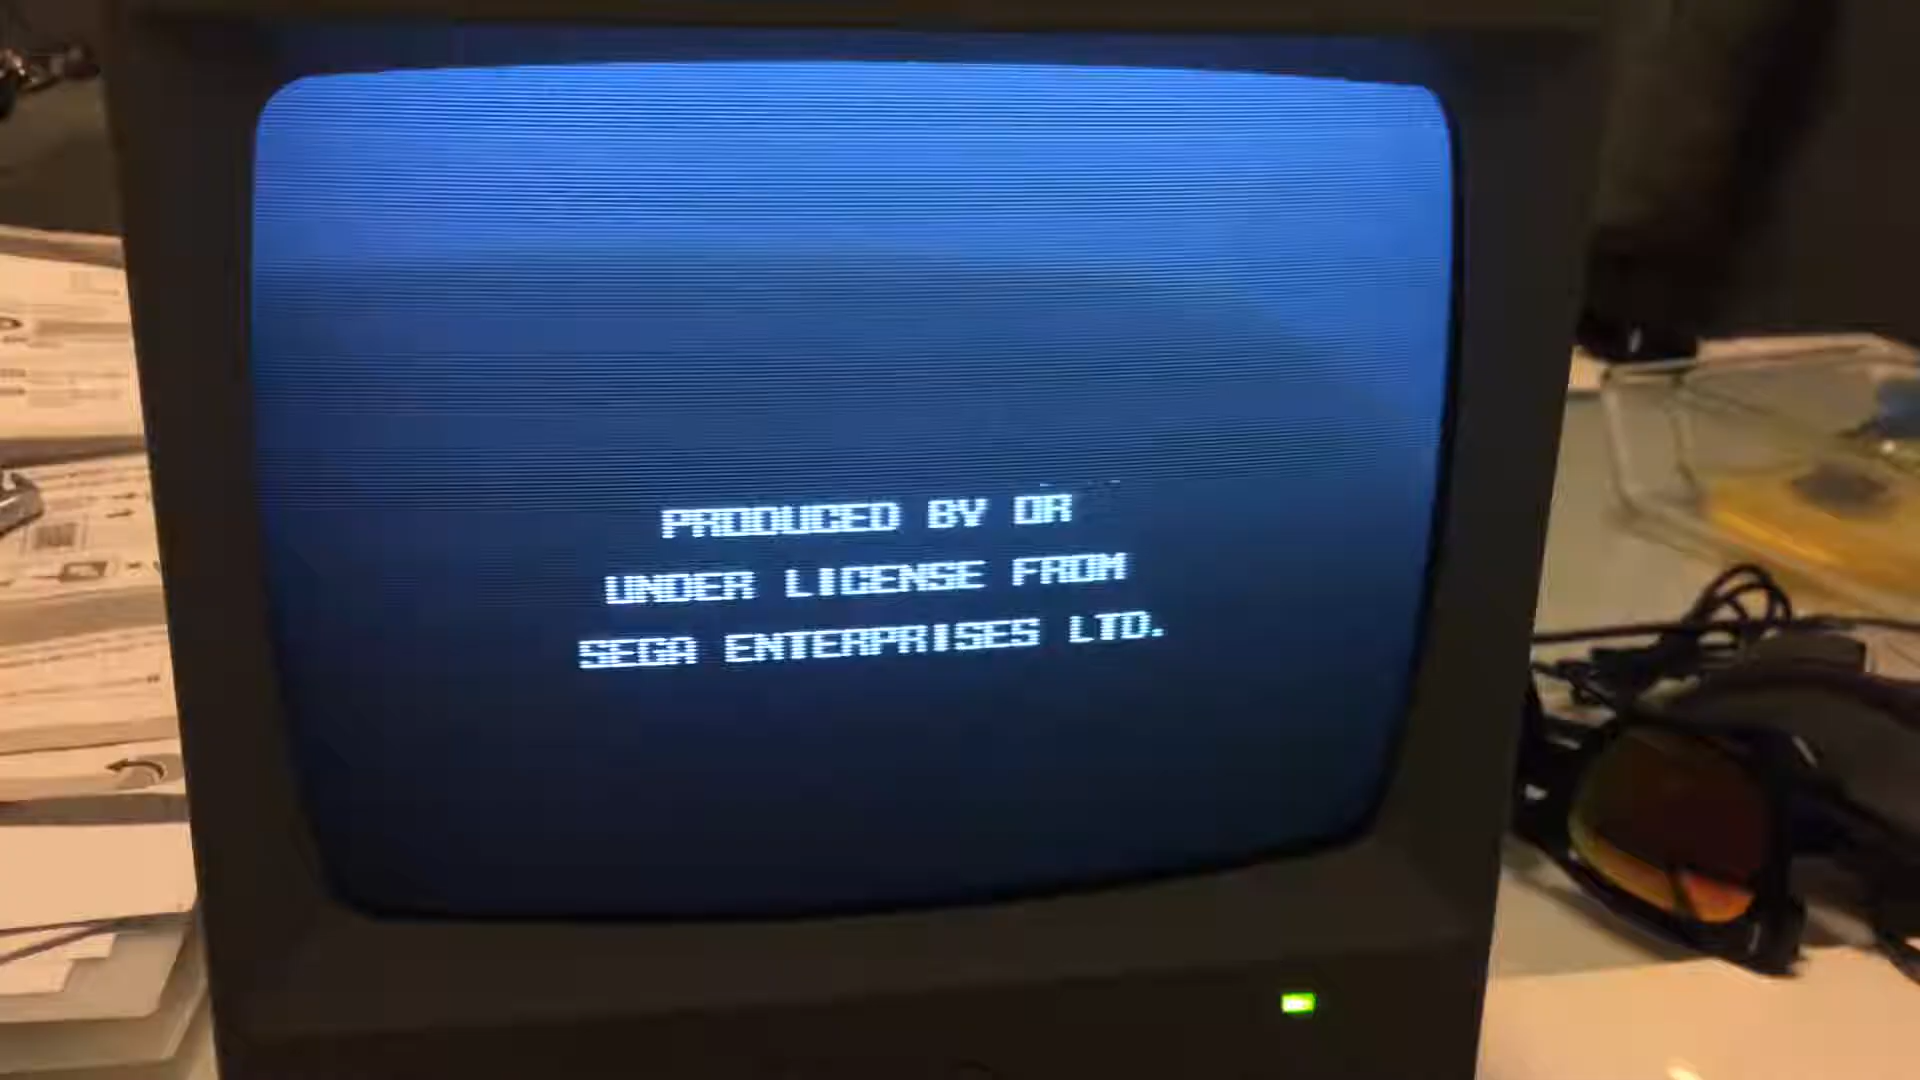 PRODUCED BY OR
UNDER LICENSE FROM
SEGA ENTERPRISES LTD.